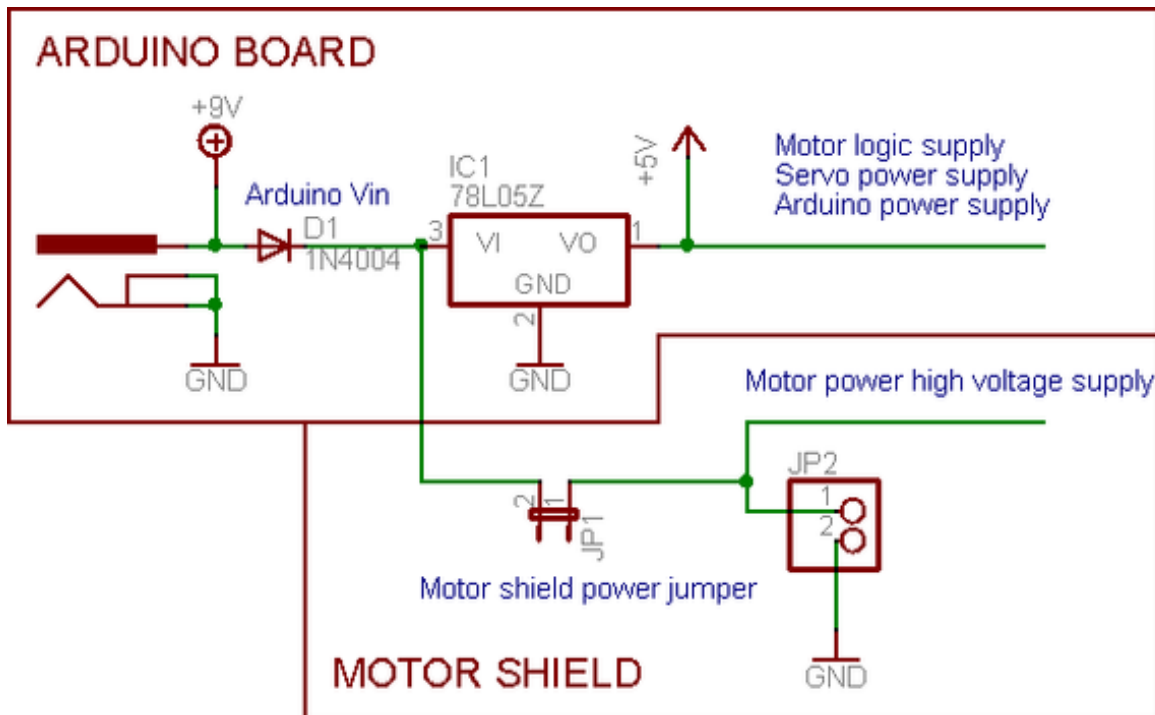 ARDUINO BOARD
+9V
Arduino Vin
D1
1N4004
IC1
78L05Z
3
VI
VO
1
GND
2
+5V
Motor logic supply
Servo power supply
Arduino power supply
GND
GND
Motor power high voltage supply
JP2
1
2
2
1
JP1
Motor shield power jumper
MOTOR SHIELD
GND